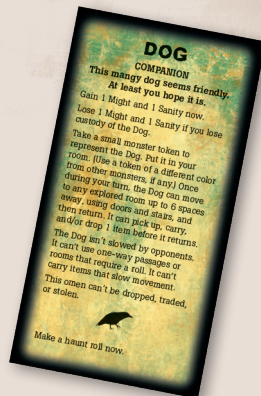 DOG
COMPANION
This mangy dog seems friendly.
At least you hope it is.
Gain 1 Might and 1 Sanity now.
Lose 1 Might and 1 Sanity if you lose
custody of the Dog.
Take a small monster token to
represent the Dog. Put it in your
room. (Use a token of a different color
from other monsters, if any.) Once
during your turn, the Dog can move
to any explored room up to 6 spaces
away, using doors and stairs, and
then return. It can pick up, carry,
and/or drop 1 item before it returns.
The Dog isn't slowed by opponents.
It can't use one-way passages or
rooms that require a roll. It can't
carry items that slow movement.
This omen can't be dropped, traded,
or stolen.
Make a haunt roll now.